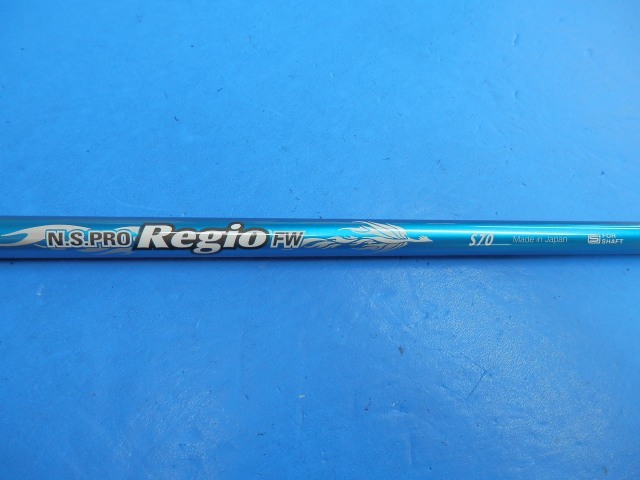 N.S.PRO Regio FW S70 Made in Japan FOR SHAFT